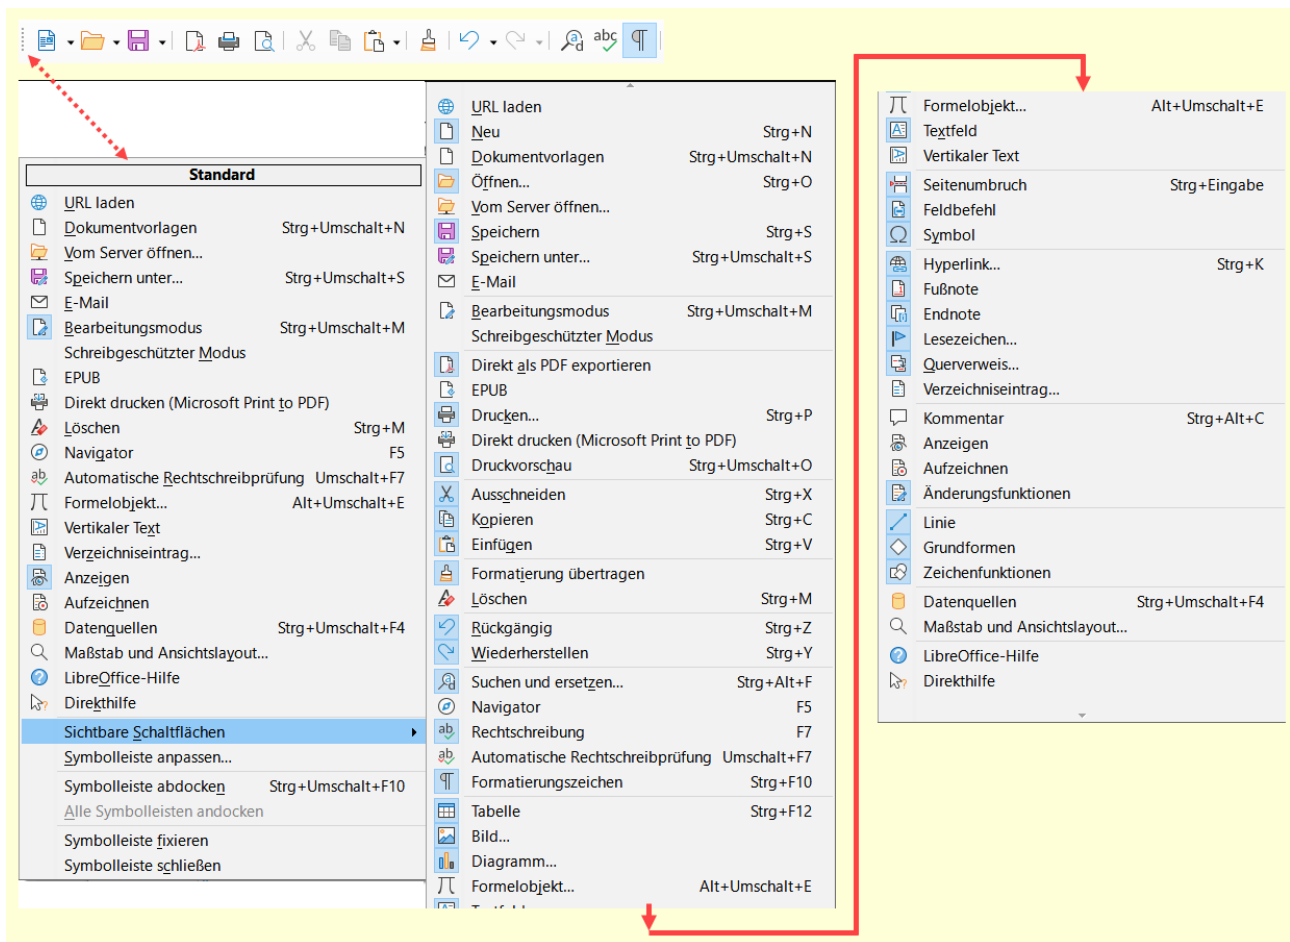 abc
Standard
URL laden
Dokumentvorlagen Strg+Umschalt+N
Vom Server öffnen...
Speichern unter... Strg+Umschalt+S
E-Mail
Bearbeitungsmodus Strg+Umschalt+M
Schreibgeschützter Modus
EPUB
Direkt drucken (Microsoft Print to PDF)
Löschen Strg+M
Navigator F5
Automatische Rechtschreibprüfung Umschalt+F7
Formelobjekt... Alt+Umschalt+E
Vertikaler Text
Verzeichniseintrag...
Anzeigen
Aufzeichnen
Datenquellen Strg+Umschalt+F4
Maßstab und Ansichtslayout...
LibreOffice-Hilfe
Direkthilfe
Sichtbare Schaltflächen
Symbolleiste anpassen...
Symbolleiste abdocken Strg+Umschalt+F10
Alle Symbolleisten andocken
Symbolleiste fixieren
Symbolleiste schließen
URL laden
Neu Strg+N
Dokumentvorlagen Strg+Umschalt+N
Öffnen... Strg+O
Vom Server öffnen...
Speichern Strg+S
Speichern unter... Strg+Umschalt+S
E-Mail
Bearbeitungsmodus Strg+Umschalt+M
Schreibgeschützter Modus
Direkt als PDF exportieren
EPUB
Drucken... Strg+P
Direkt drucken (Microsoft Print to PDF)
Druckvorschau Strg+Umschalt+O
Ausschneiden Strg+X
Kopieren Strg+C
Einfügen Strg+V
Formatierung übertragen
Löschen Strg+M
Rückgängig Strg+Z
Wiederherstellen Strg+Y
Suchen und ersetzen... Strg+Alt+F
Navigator F5
Rechtschreibung F7
Automatische Rechtschreibprüfung Umschalt+F7
Formatierungszeichen Strg+F10
Tabelle Strg+F12
Bild...
Diagramm...
Formelobjekt... Alt+Umschalt+E
Formelobjekt... Alt+Umschalt+E
Textfeld
Vertikaler Text
Seitenumbruch Strg+Eingabe
Feldbefehl
Symbol
Hyperlink... Strg+K
Fußnote
Endnote
Lesezeichen...
Querverweis...
Verzeichniseintrag...
Kommentar Strg+Alt+C
Anzeigen
Aufzeichnen
Änderungsfunktionen
Linie
Grundformen
Zeichenfunktionen
Datenquellen Strg+Umschalt+F4
Maßstab und Ansichtslayout...
LibreOffice-Hilfe
Direkthilfe